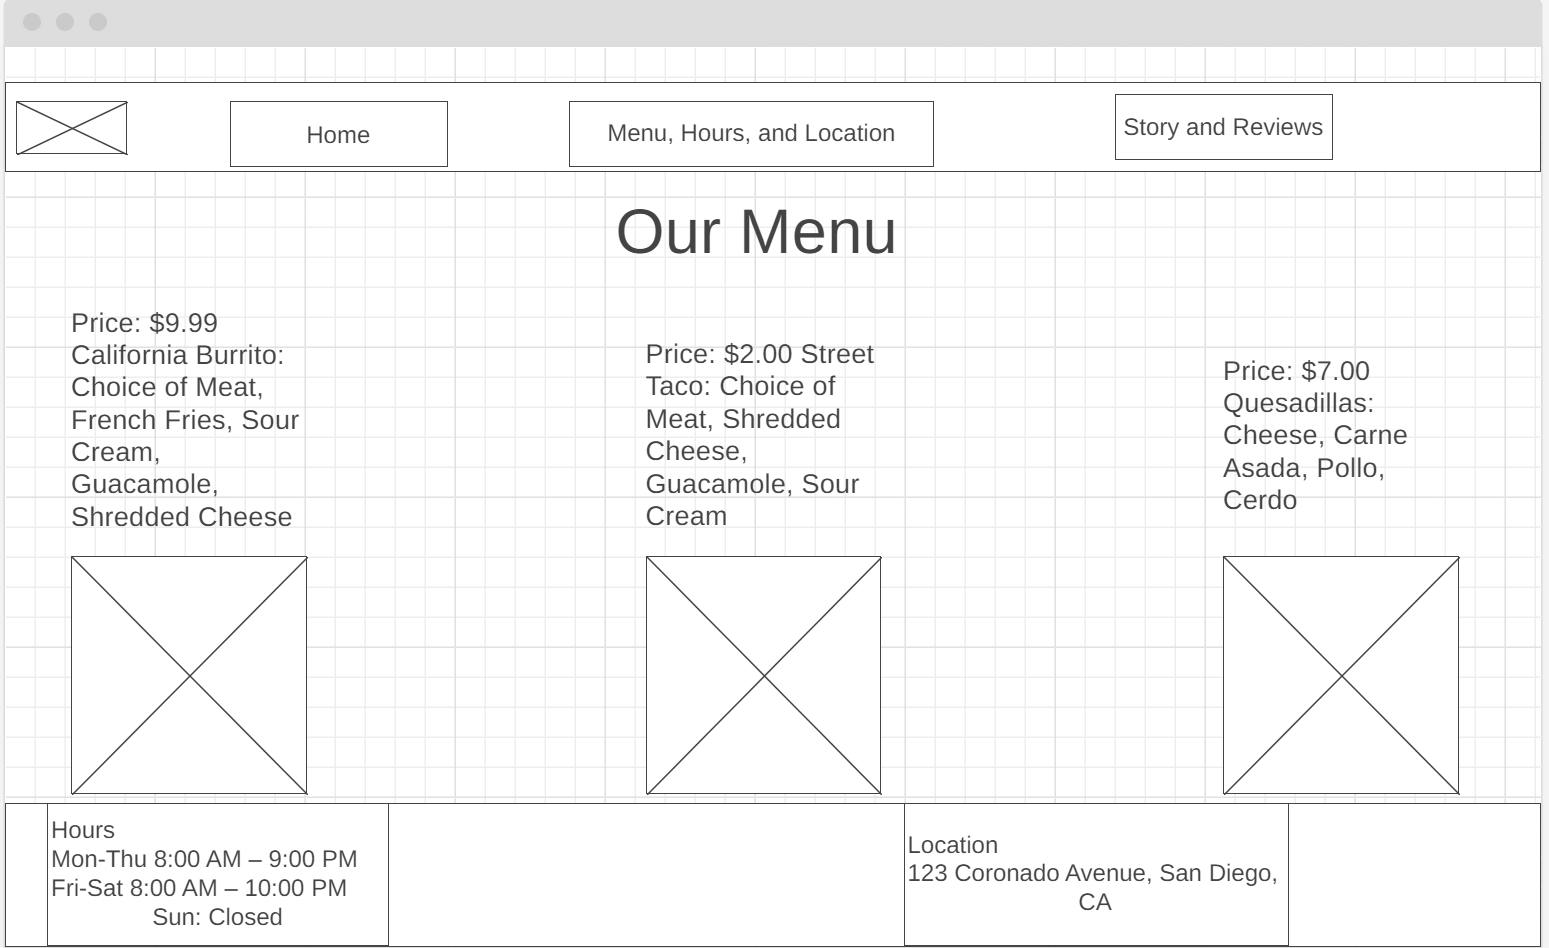 Home
Menu, Hours, and Location
Story and Reviews
Our Menu
Price: $9.99
California Burrito:
Choice of Meat,
French Fries, Sour
Cream,
Guacamole,
Shredded Cheese
Price: $2.00 Street
Taco: Choice of
Meat, Shredded
Cheese,
Guacamole, Sour
Cream
Price: $7.00
Quesadillas:
Cheese, Carne
Asada, Pollo,
Cerdo
Hours
Mon-Thu 8:00 AM – 9:00 PM
Fri-Sat 8:00 AM – 10:00 PM
Sun: Closed
Location
123 Coronado Avenue, San Diego,
CA